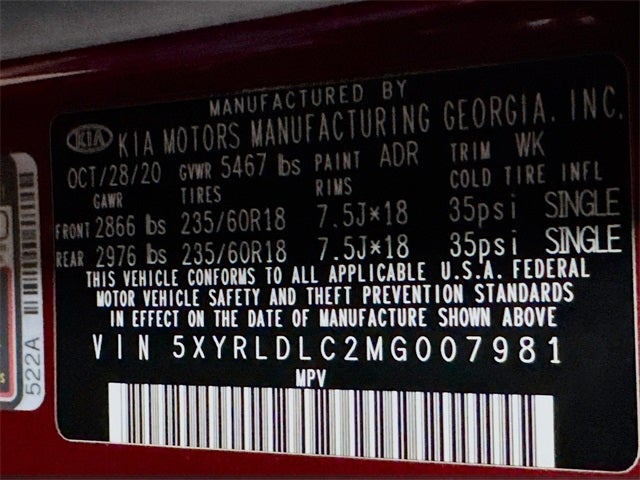 MANUFACTURED BY
KIA KIA MOTORS MANUFACTURING GEORGIA. INC.
OCT/28/20 GVWR 5467 lbs PAINT ADR TRIM WK
GAWR TIRES RIMS COLD TIRE INFL
FRONT 2866 lbs 235/60R18 7.5J×18 35psi SINGLE
REAR 2976 lbs 235/60R18 7.5J×18 35psi SINGLE
THIS VEHICLE CONFORMS TO ALL APPLICABLE U.S.A. FEDERAL
MOTOR VEHICLE SAFETY AND THEFT PREVENTION STANDARDS
IN EFFECT ON THE DATE OF MANUFACTURE SHOWN ABOVE
VIN 5XYRLDLC2MG007981
MPV
522A